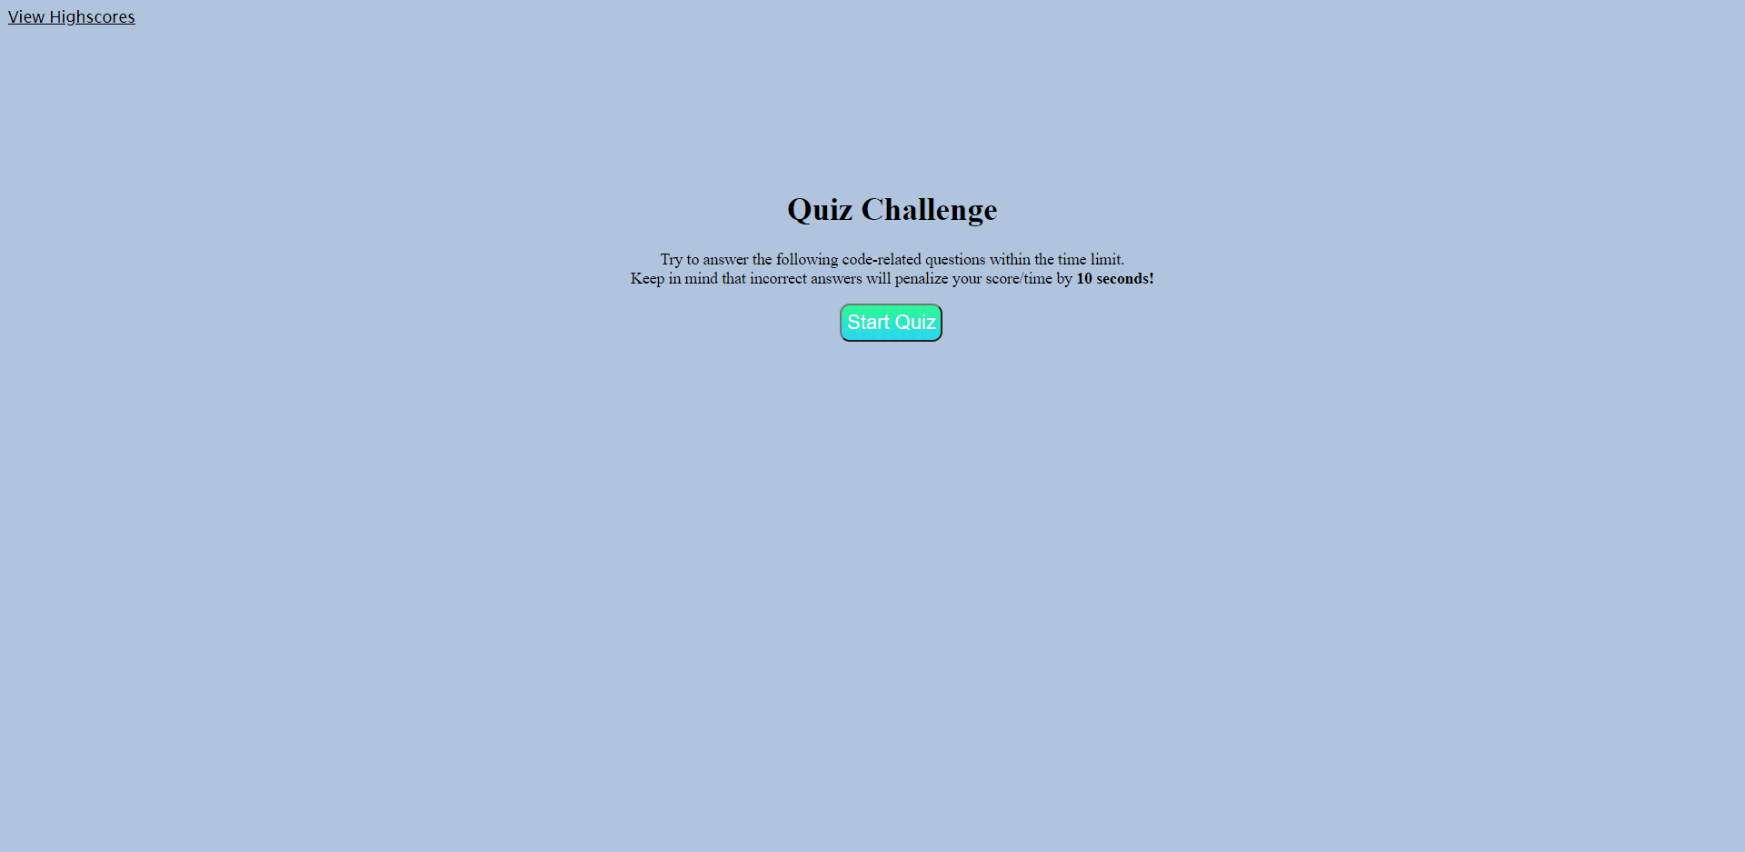 View Highscores
Quiz Challenge
Try to answer the following code-related questions within the time limit.
Keep in mind that incorrect answers will penalize your score/time by 10 seconds!
Start Quiz